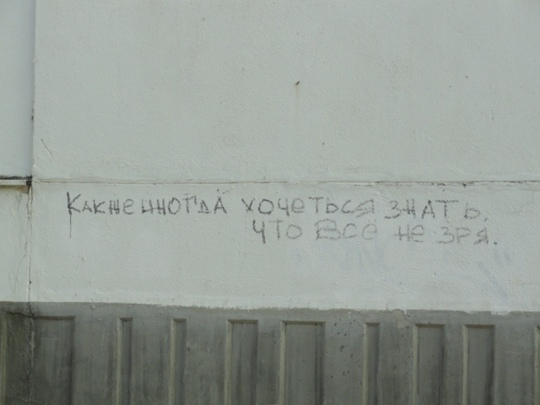 Как же иногда хочеться знать,
что все не зря.